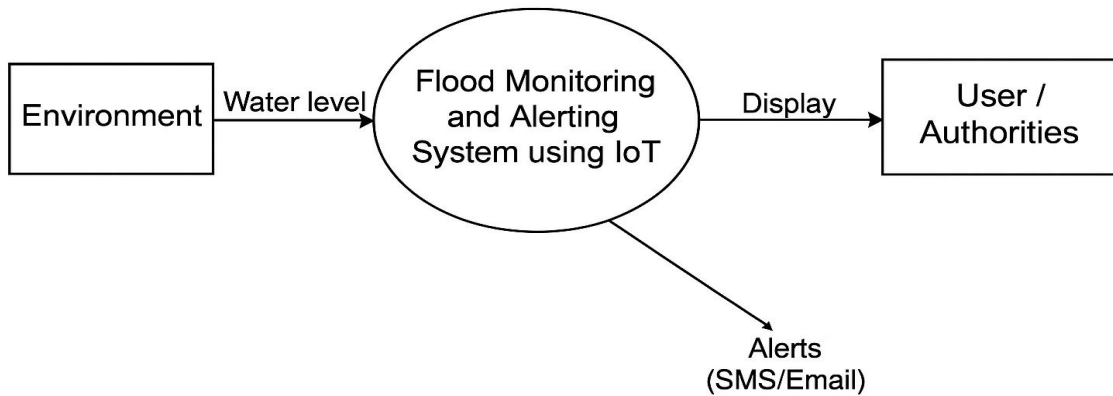 Environment
Water level
Flood Monitoring
and Alerting
System using IoT
Display
User /
Authorities
Alerts
(SMS/Email)